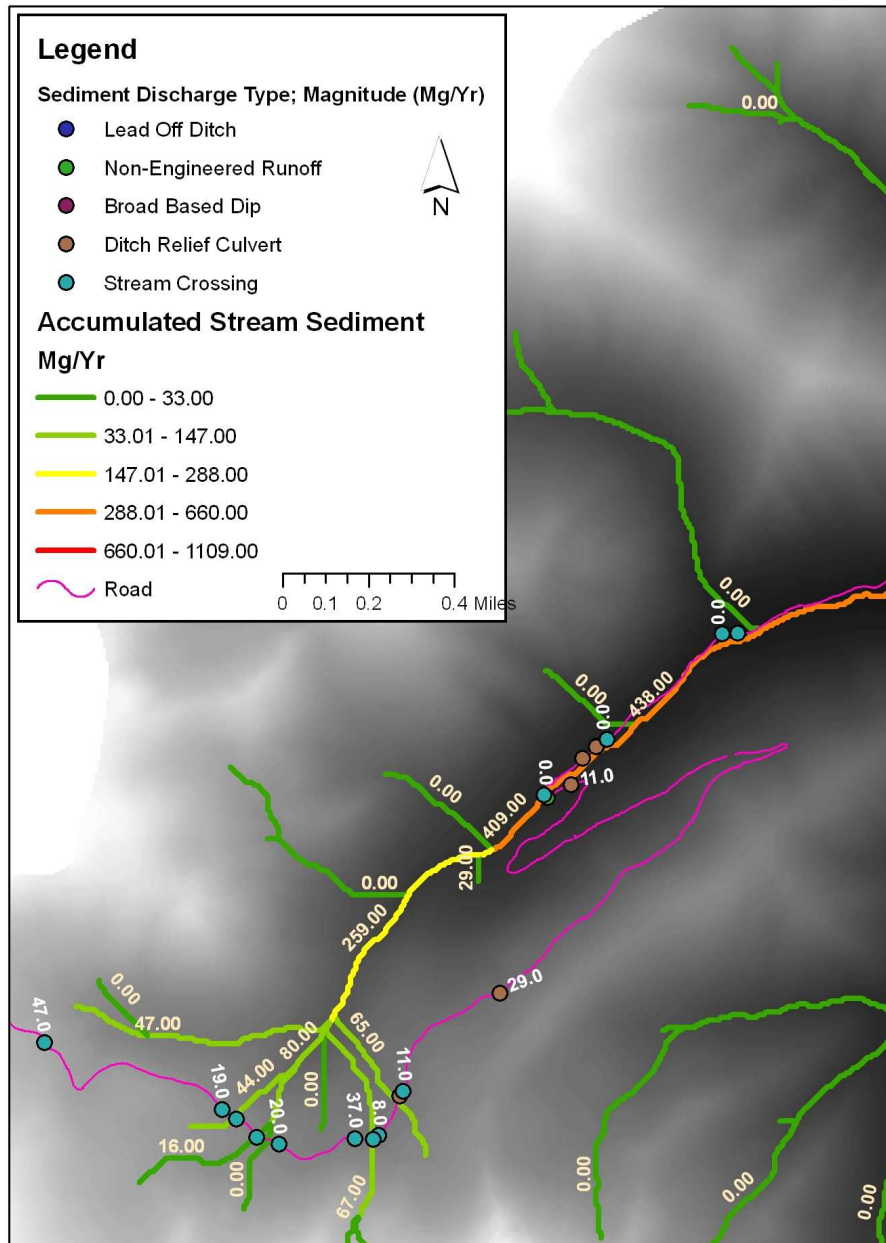 Legend
Sediment Discharge Type; Magnitude (Mg/Yr)
Lead Off Ditch
Non-Engineered Runoff
Broad Based Dip
Ditch Relief Culvert
Stream Crossing
N
Accumulated Stream Sediment
Mg/Yr
0.00 - 33.00
33.01 - 147.00
147.01 - 288.00
288.01 - 660.00
660.01 - 1109.00
Road
0 0.1 0.2 0.4 Miles
0.00
0.00
0.0
0.00
438.00
0.0
0.0
11.0
0.00
409.00
29.00
0.00
259.00
29.0
0.00
47.0
47.00
80.00
65.00
11.0
19.0
44.00
0.00
20.0
37.0
8.0
16.00
0.00
67.00
0.00
0.00
0.00